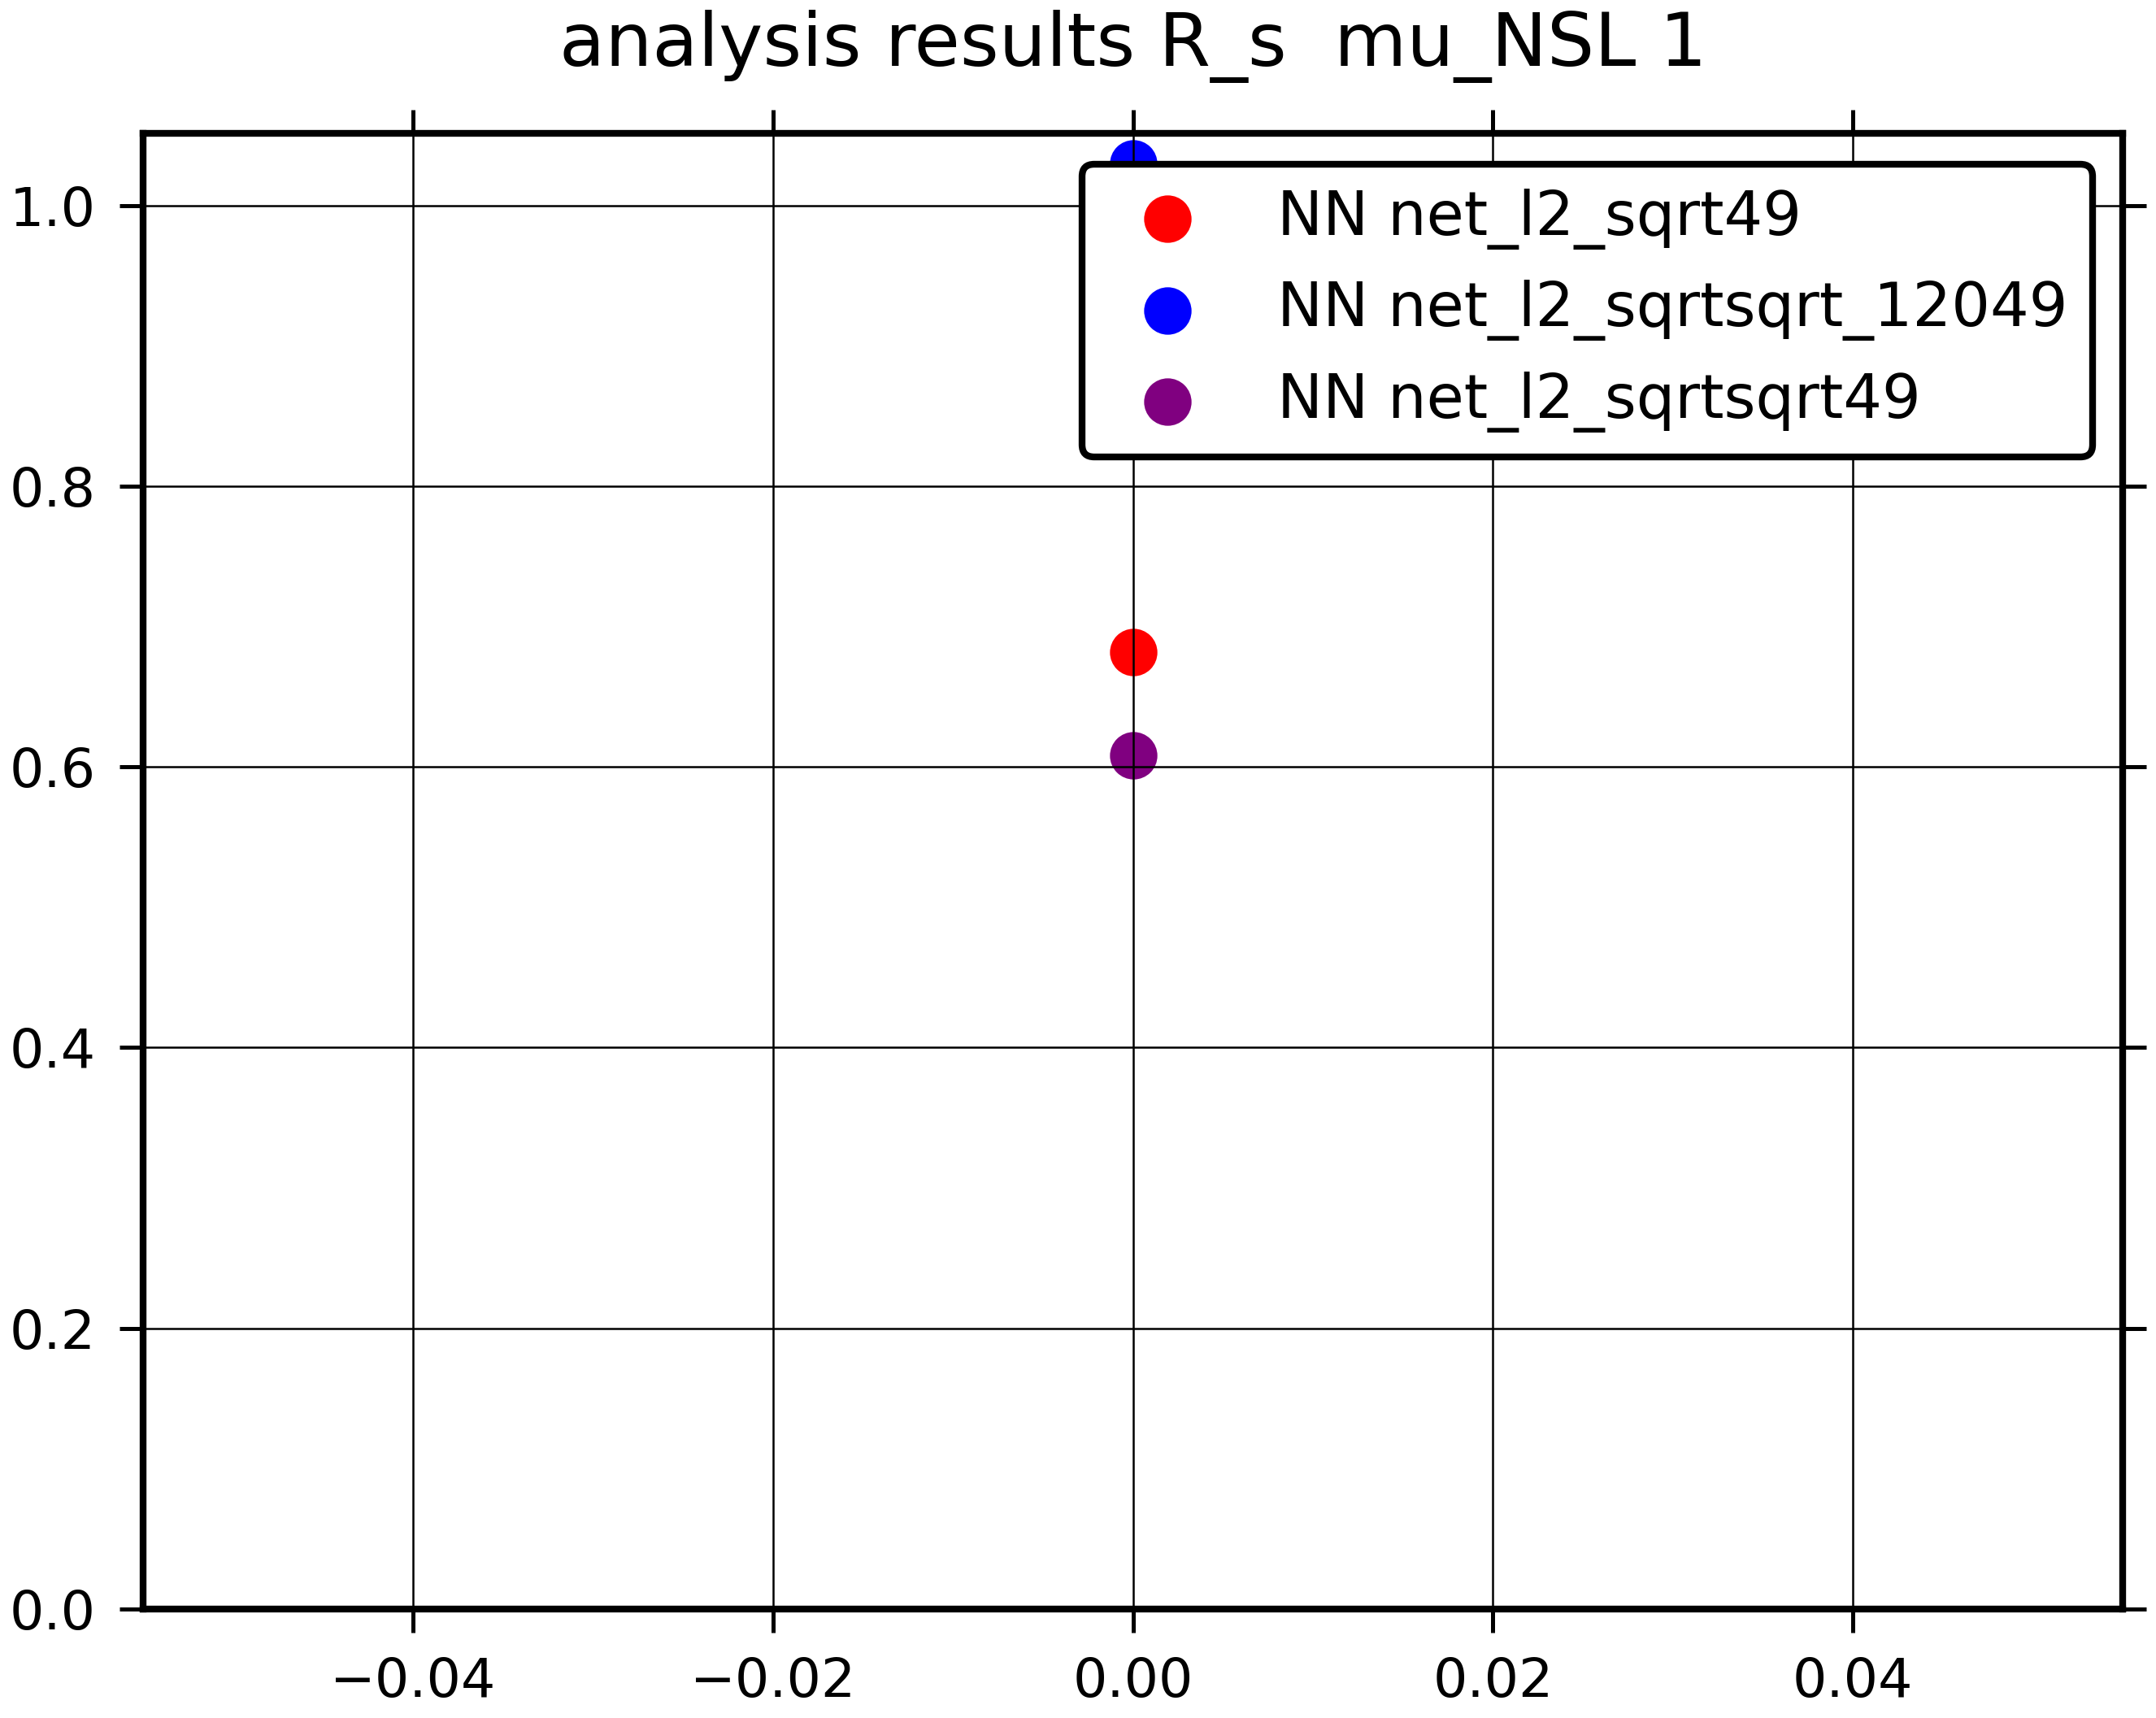 analysis results R_s  mu_NSL 1
1.0
0.8
0.6
0.4
0.2
0.0
NN net_l2_sqrt49
NN net_l2_sqrtsqrt_12049
NN net_l2_sqrtsqrt49
−0.04
−0.02
0.00
0.02
0.04